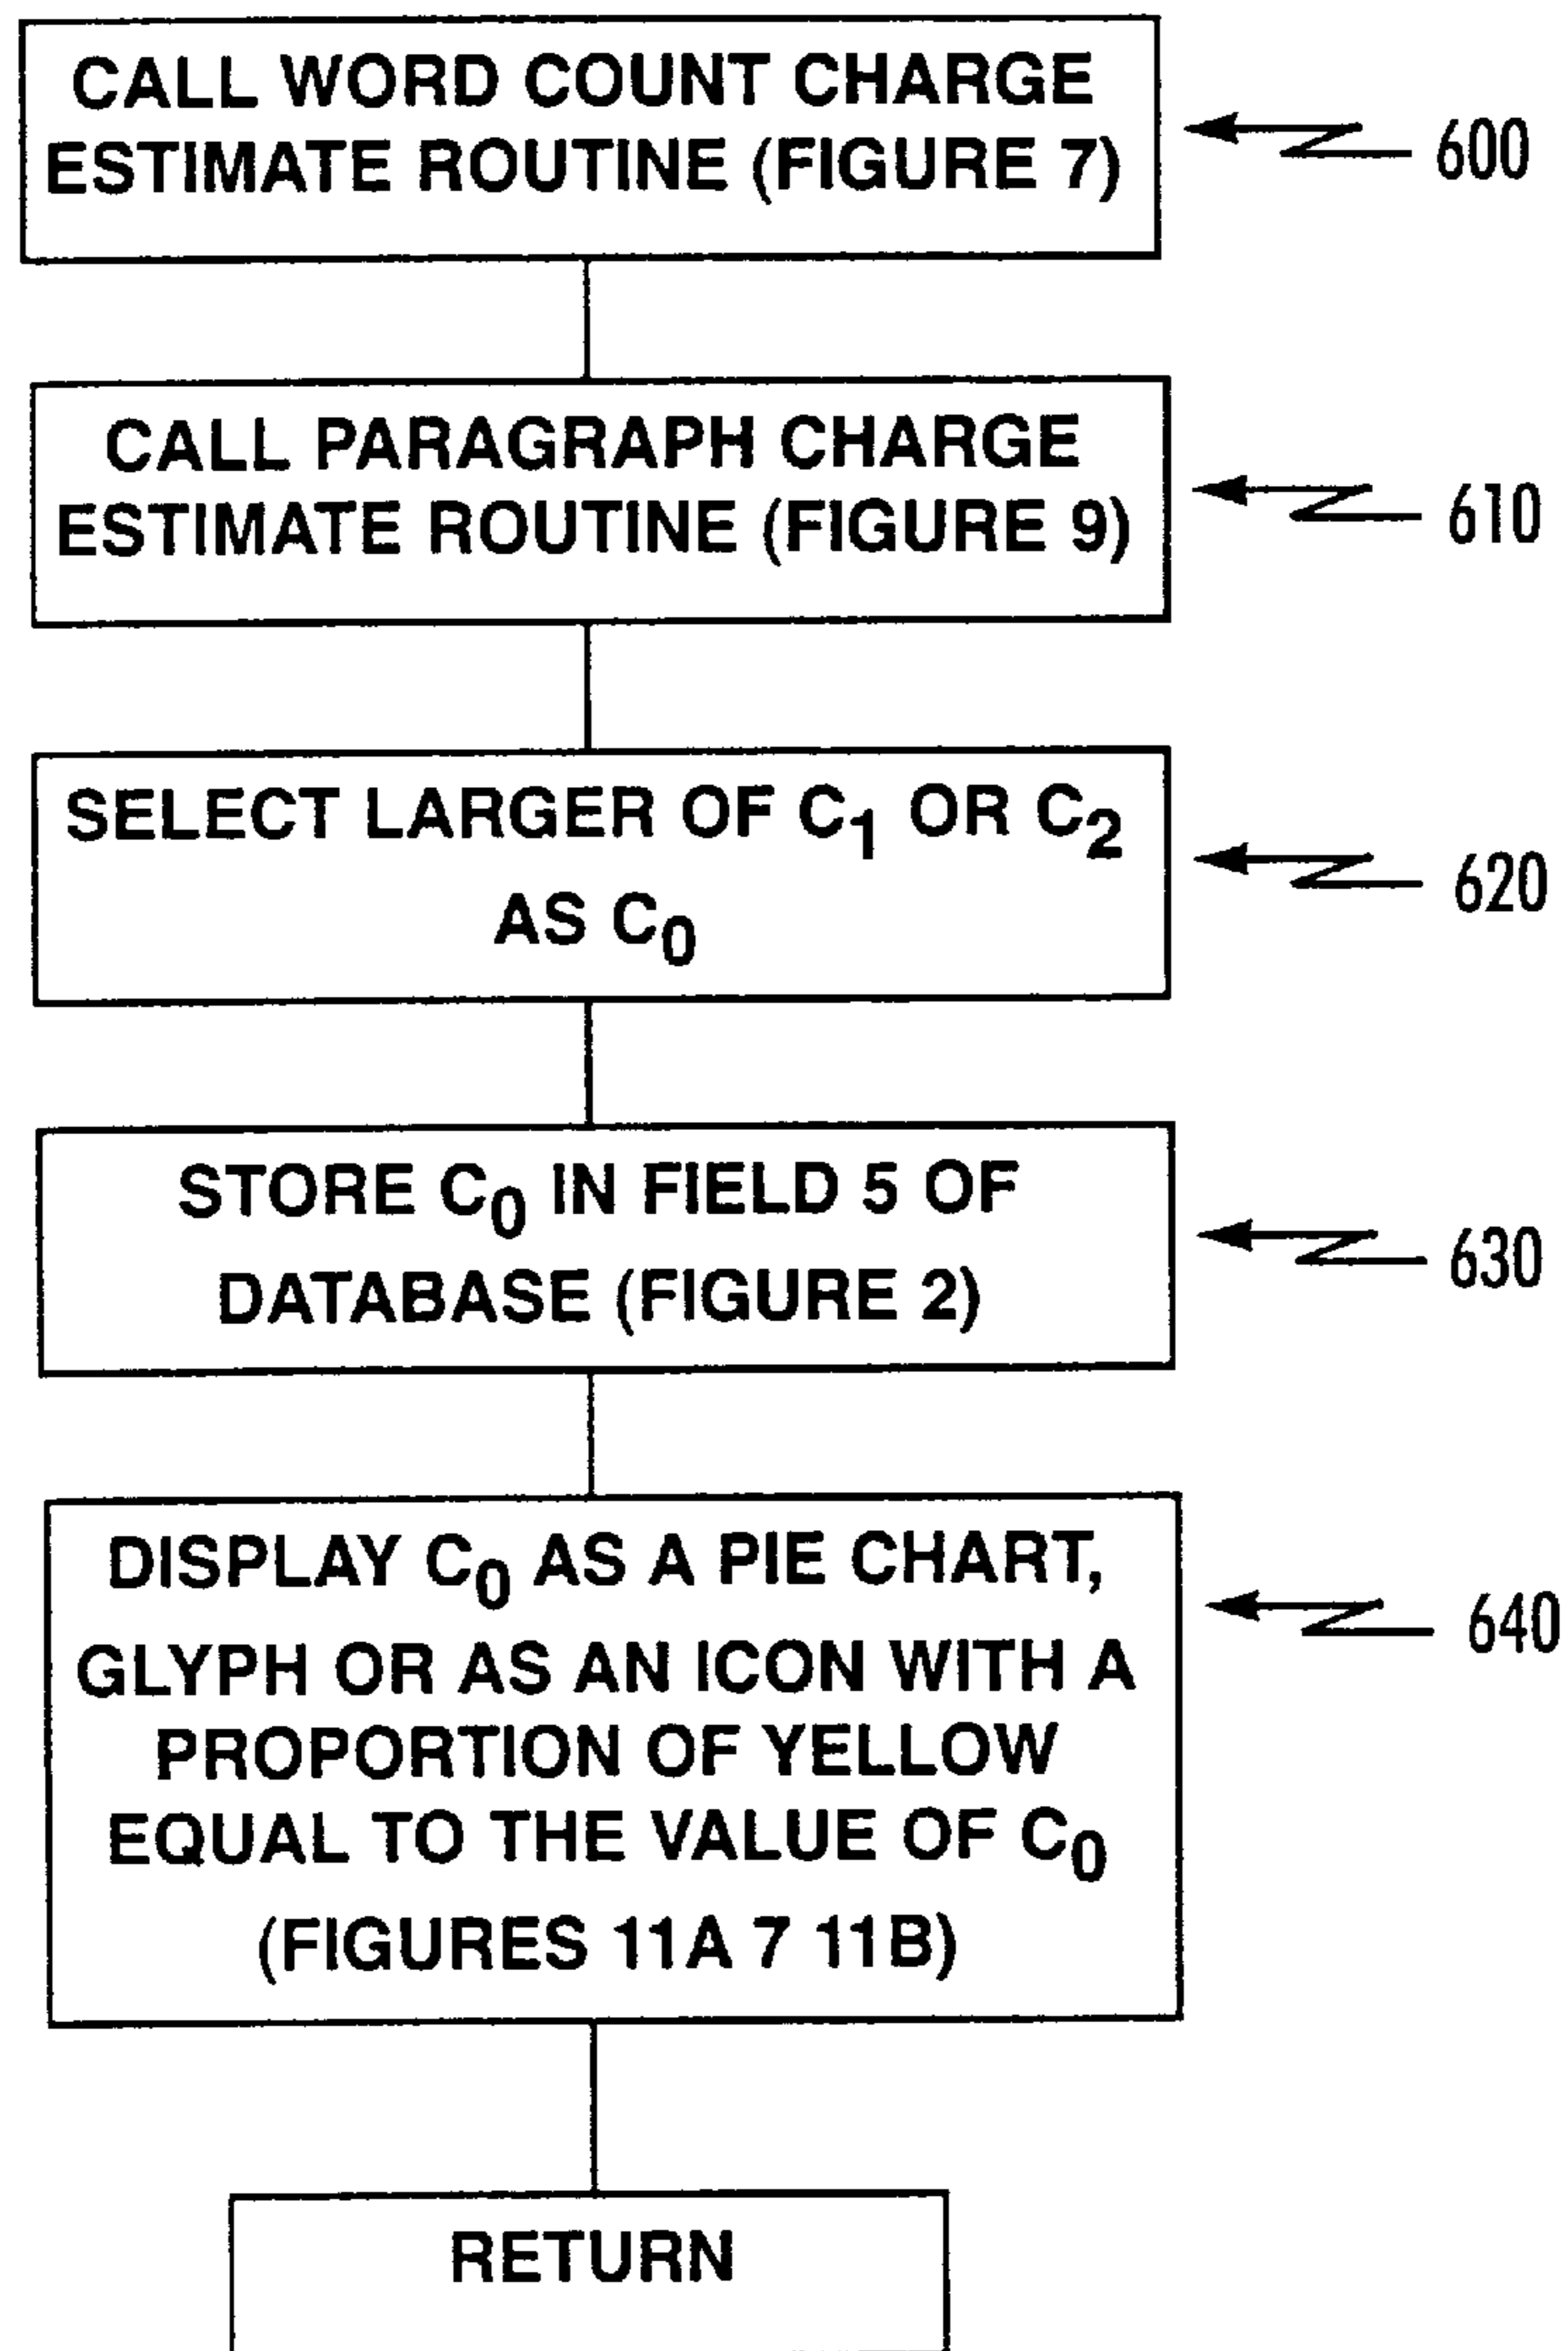 CALL WORD COUNT CHARGE
ESTIMATE ROUTINE (FIGURE 7)
600
CALL PARAGRAPH CHARGE
ESTIMATE ROUTINE (FIGURE 9)
610
SELECT LARGER OF C₁ OR C₂
AS C₀
620
STORE C₀ IN FIELD 5 OF
DATABASE (FIGURE 2)
630
DISPLAY C₀ AS A PIE CHART,
GLYPH OR AS AN ICON WITH A
PROPORTION OF YELLOW
EQUAL TO THE VALUE OF C₀
(FIGURES 11A 7 11B)
640
RETURN